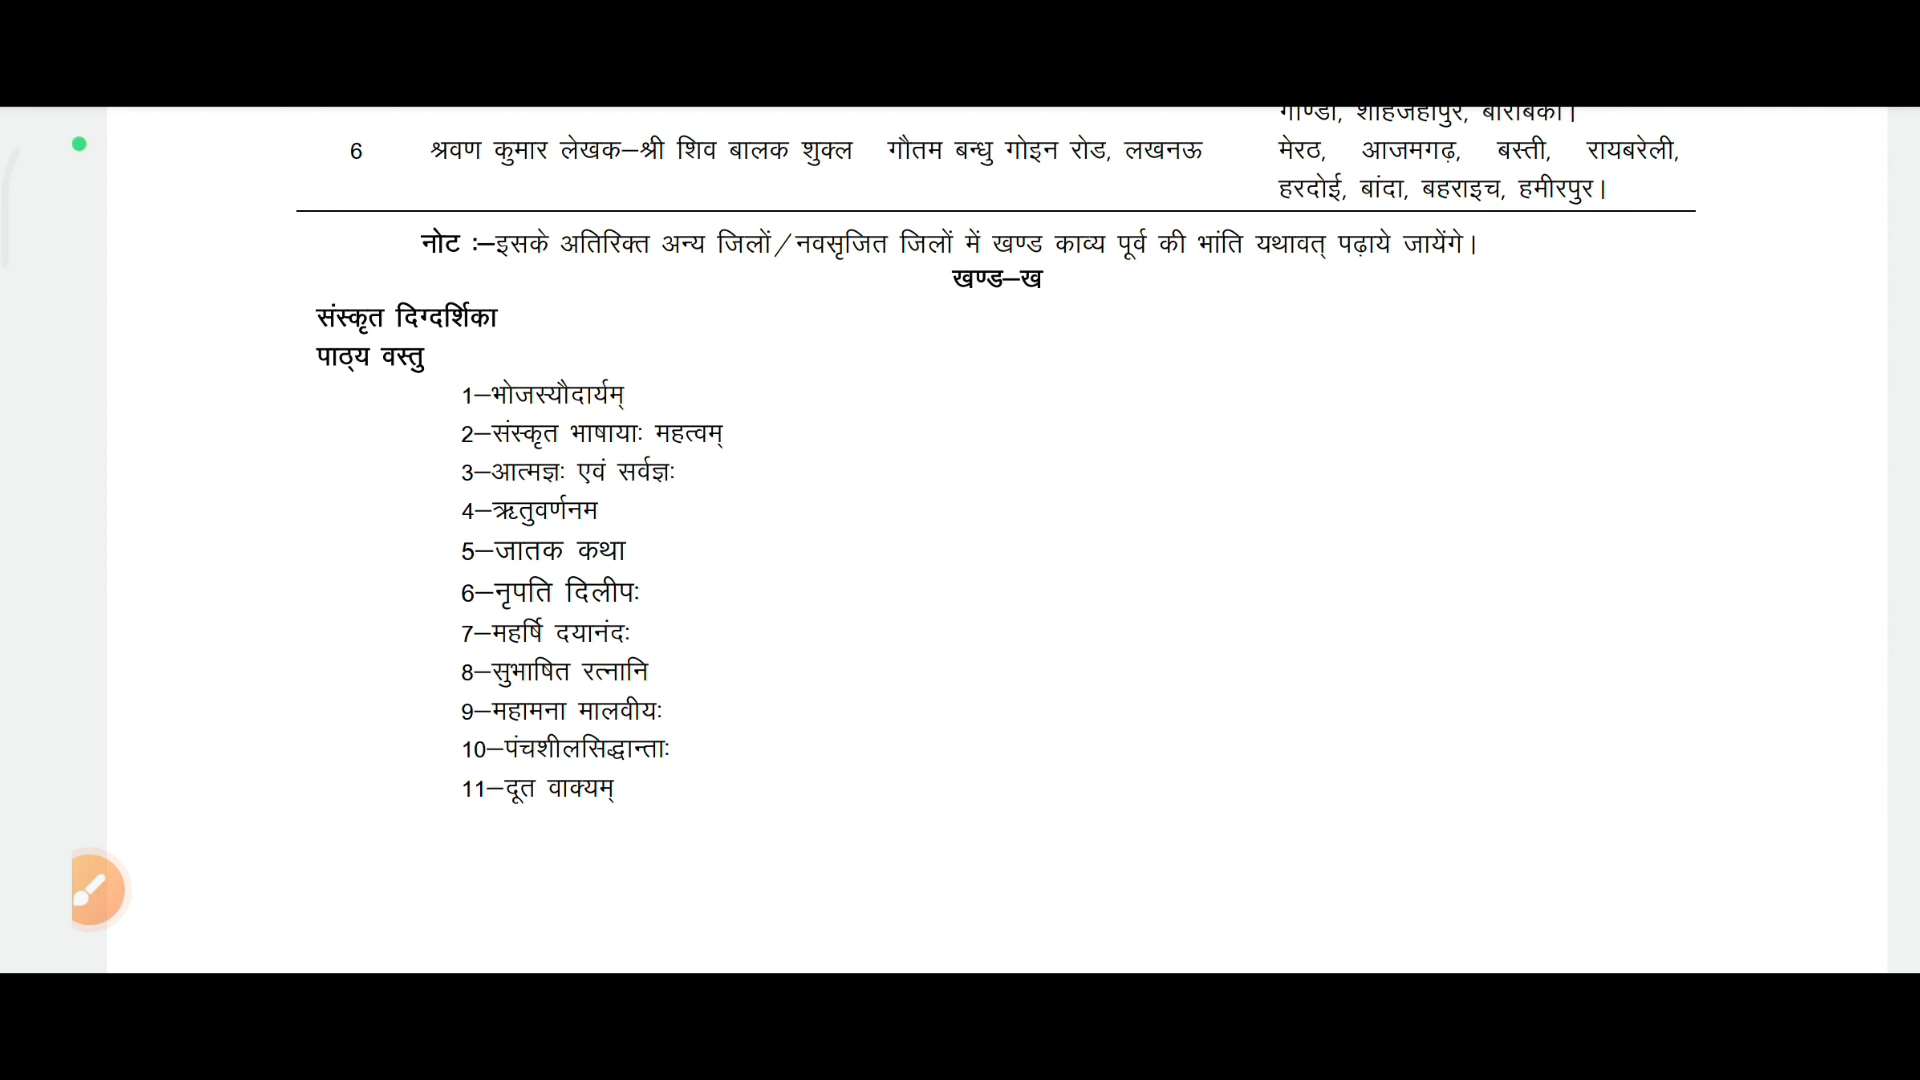 गोण्डा, शाहजहांपुर, बाराबंकी।
6 श्रवण कुमार लेखक—श्री शिव बालक शुक्ल गौतम बन्धु गोइन रोड, लखनऊ मेरठ, आजमगढ़, बस्ती, रायबरेली,
हरदोई, बांदा, बहराइच, हमीरपुर।
नोट :—इसके अतिरिक्त अन्य जिलों/नवसृजित जिलों में खण्ड काव्य पूर्व की भांति यथावत् पढ़ाये जायेंगे।
खण्ड—ख
संस्कृत दिग्दर्शिका
पाठ्य वस्तु
1—भोजस्यौदार्यम्
2—संस्कृत भाषायाः महत्वम्
3—आत्मज्ञः एवं सर्वज्ञः
4—ऋतुवर्णनम
5—जातक कथा
6—नृपति दिलीपः
7—महर्षि दयानंदः
8—सुभाषित रत्नानि
9—महामना मालवीयः
10—पंचशीलसिद्धान्ताः
11—दूत वाक्यम्